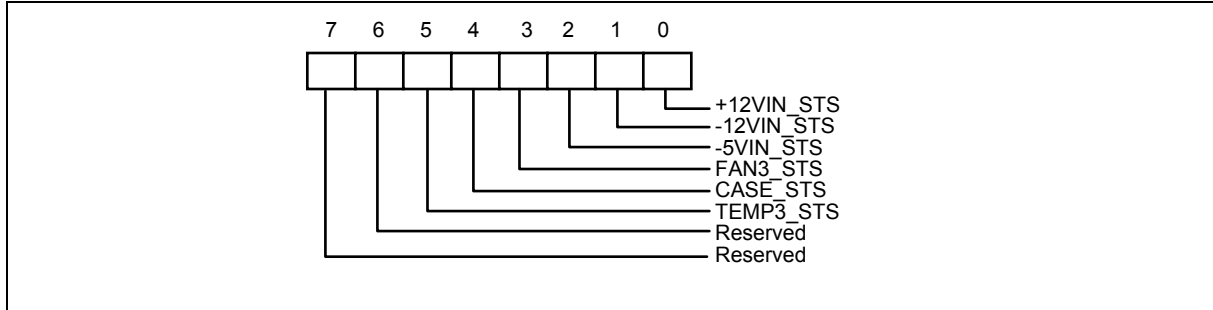 7 6 5 4 3 2 1 0
+12VIN_STS
-12VIN_STS
-5VIN_STS
FAN3_STS
CASE_STS
TEMP3_STS
Reserved
Reserved